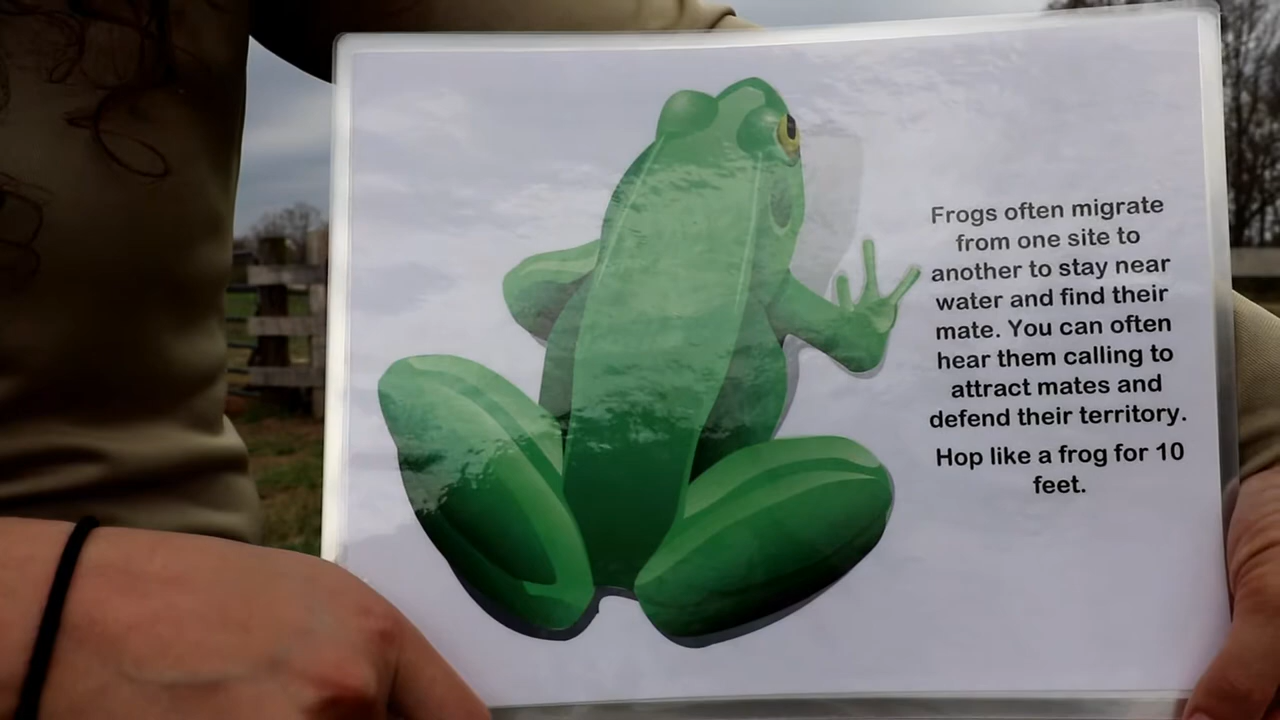 Frogs often migrate
from one site to
another to stay near
water and find their
mate. You can often
hear them calling to
attract mates and
defend their territory.
Hop like a frog for 10
feet.